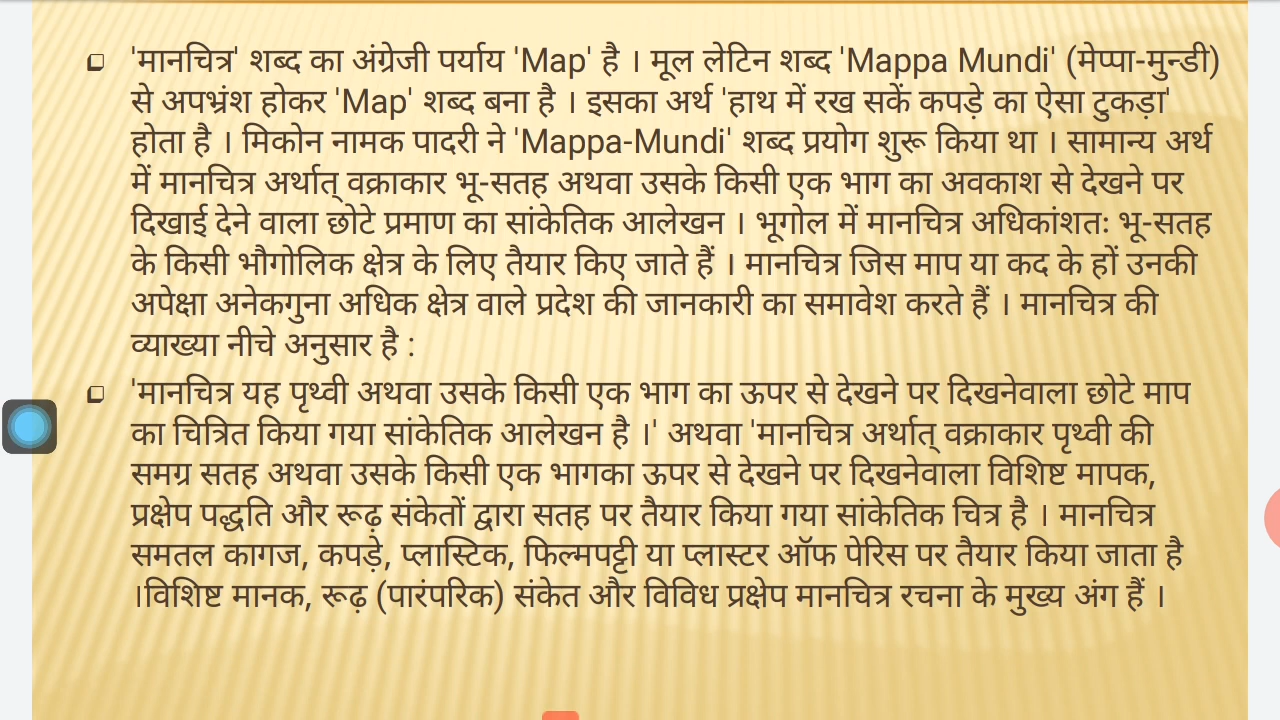 'मानचित्र' शब्द का अंग्रेजी पर्याय 'Map' है । मूल लेटिन शब्द 'Mappa Mundi' (मेप्पा-मुन्डी)
से अपभ्रंश होकर 'Map' शब्द बना है । इसका अर्थ 'हाथ में रख सकें कपड़े का ऐसा टुकड़ा'
होता है । मिकोन नामक पादरी ने 'Mappa-Mundi' शब्द प्रयोग शुरू किया था । सामान्य अर्थ
में मानचित्र अर्थात् वक्राकार भू-सतह अथवा उसके किसी एक भाग का अवकाश से देखने पर
दिखाई देने वाला छोटे प्रमाण का सांकेतिक आलेखन । भूगोल में मानचित्र अधिकांशतः भू-सतह
के किसी भौगोलिक क्षेत्र के लिए तैयार किए जाते हैं । मानचित्र जिस माप या कद के हों उनकी
अपेक्षा अनेकगुना अधिक क्षेत्र वाले प्रदेश की जानकारी का समावेश करते हैं । मानचित्र की
व्याख्या नीचे अनुसार है :
'मानचित्र यह पृथ्वी अथवा उसके किसी एक भाग का ऊपर से देखने पर दिखनेवाला छोटे माप
का चित्रित किया गया सांकेतिक आलेखन है ।' अथवा 'मानचित्र अर्थात् वक्राकार पृथ्वी की
समग्र सतह अथवा उसके किसी एक भागका ऊपर से देखने पर दिखनेवाला विशिष्ट मापक,
प्रक्षेप पद्धति और रूढ़ संकेतों द्वारा सतह पर तैयार किया गया सांकेतिक चित्र है । मानचित्र
समतल कागज, कपड़े, प्लास्टिक, फिल्मपट्टी या प्लास्टर ऑफ पेरिस पर तैयार किया जाता है
।विशिष्ट मानक, रूढ़ (पारंपरिक) संकेत और विविध प्रक्षेप मानचित्र रचना के मुख्य अंग हैं ।